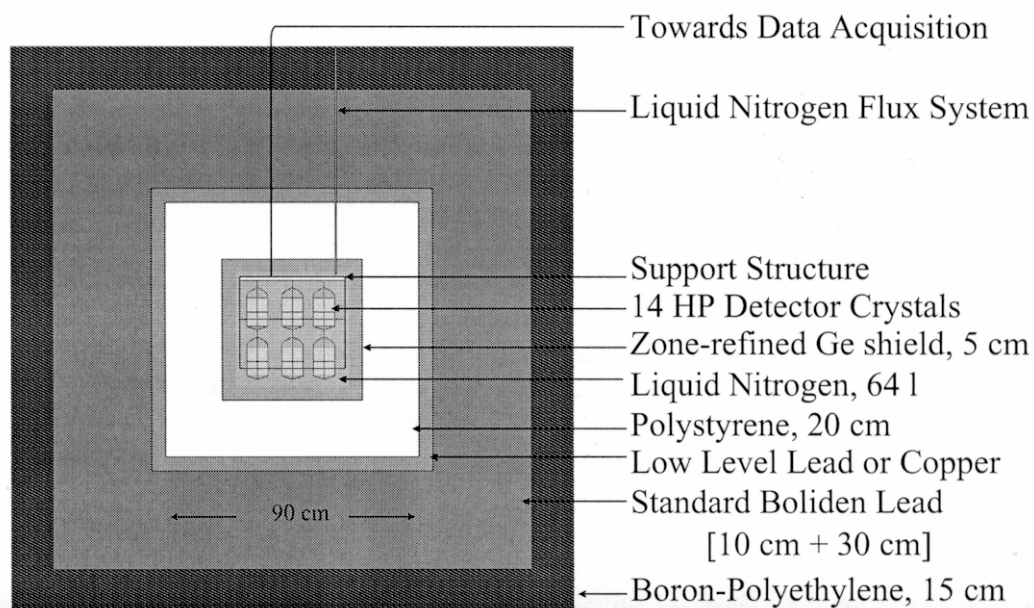 Towards Data Acquisition
Liquid Nitrogen Flux System
Support Structure
14 HP Detector Crystals
Zone-refined Ge shield, 5 cm
Liquid Nitrogen, 64 l
Polystyrene, 20 cm
Low Level Lead or Copper
Standard Boliden Lead
[10 cm + 30 cm]
Boron-Polyethylene, 15 cm
90 cm